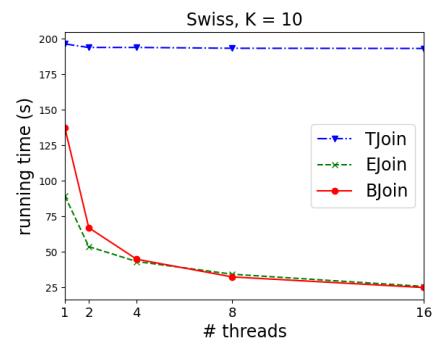 Swiss, K = 10
running time (s)
200
175
150
125
100
75
50
25
TJoin
EJoin
BJoin
1 2 4 8 16
# threads